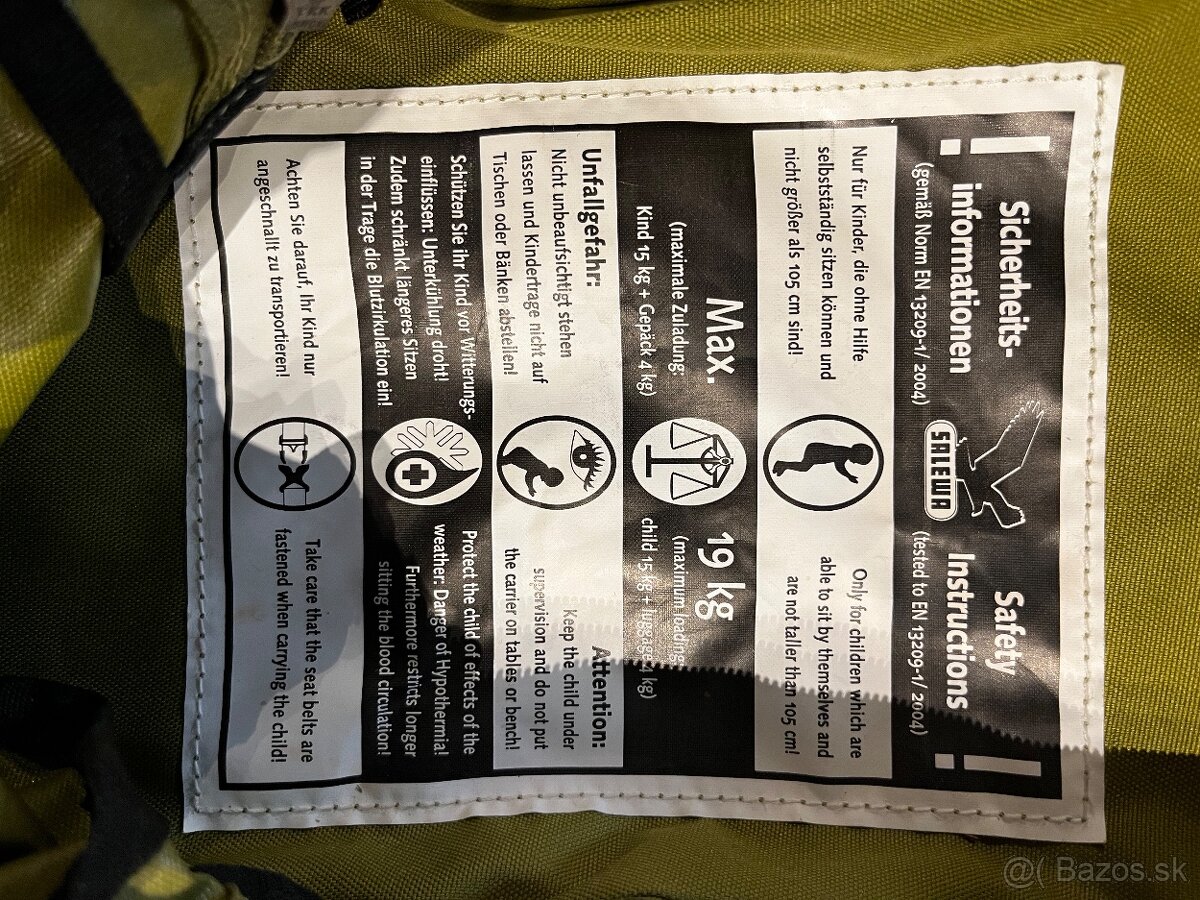 !
Sicherheits-
informationen
(gemäß Norm EN 13209-1/ 2004)
SALEWA
Safety
Instructions
(tested to EN 13209-1/ 2004)
!
Nur für Kinder, die ohne Hilfe
selbstständig sitzen können und
nicht größer als 105 cm sind!
Only for children which are
able to sit by themselves and
are not taller than 105 cm!
Max.
19 kg
(maximale Zuladung:
Kind 15 kg + Gepäck 4 kg)
(maximum loading:
child 15 kg + luggage 4 kg)
Unfallgefahr:
Nicht unbeaufsichtigt stehen
lassen und Kindertrage nicht auf
Tischen oder Bänken abstellen!
Attention:
Keep the child under
supervision and do not put
the carrier on tables or bench!
Schützen Sie ihr Kind vor Witterungs-
einflüssen: Unterkühlung droht!
Zudem schränkt längeres Sitzen
in der Trage die Blutzirkulation ein!
Protect the child of effects of the
weather: Danger of Hypothermia!
Furthermore restricts longer
sitting the blood circulation!
Achten Sie darauf, Ihr Kind nur
angeschnallt zu transportieren!
Take care that the seat belts are
fastened when carrying the child!
@( Bazos.sk